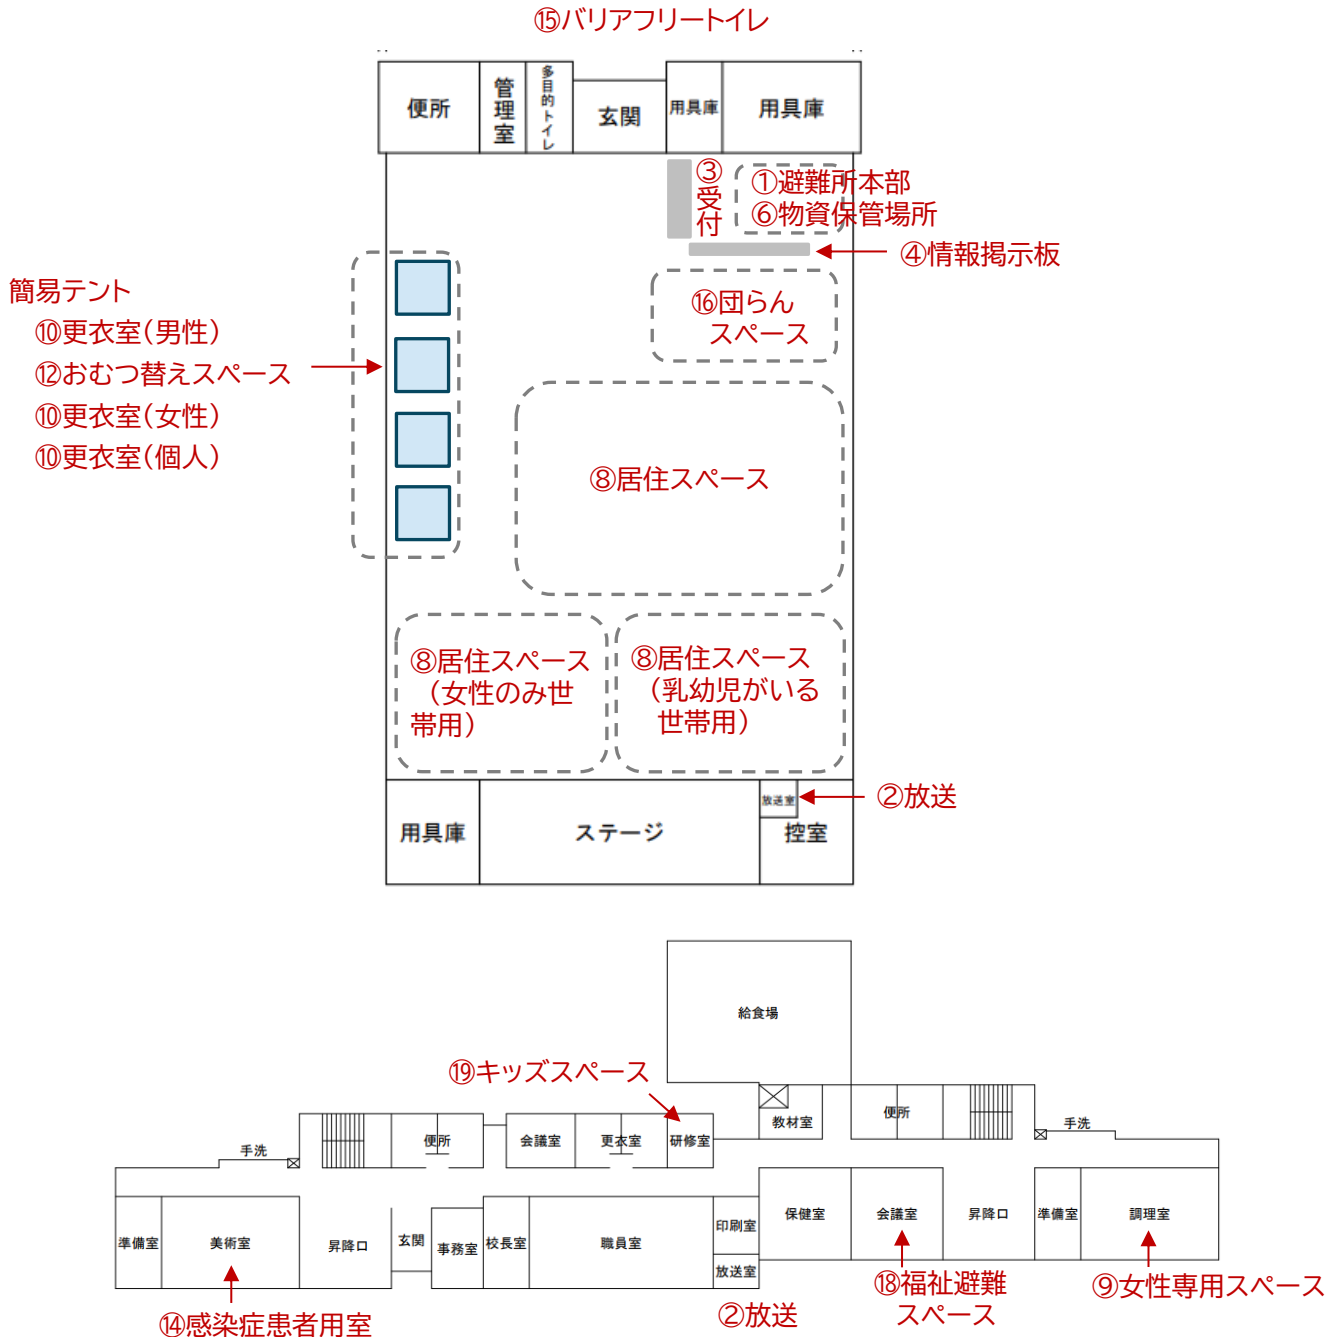 ⑮バリアフリートイレ
便所
管理室
多目的トイレ
玄関
用具庫
用具庫
③受付
①避難所本部
⑥物資保管場所
④情報掲示板
簡易テント
⑩更衣室(男性)
⑫おむつ替えスペース
⑩更衣室(女性)
⑩更衣室(個人)
⑯団らん
スペース
⑧居住スペース
⑧居住スペース
(女性のみ世
帯用)
⑧居住スペース
(乳幼児がいる
世帯用)
放送室
②放送
用具庫
ステージ
控室
給食場
⑲キッズスペース
手洗
便所
会議室
更衣室
研修室
教材室
便所
手洗
準備室
美術室
昇降口
玄関
事務室
校長室
職員室
印刷室
放送室
保健室
会議室
昇降口
準備室
調理室
⑭感染症患者用室
②放送
⑱福祉避難
スペース
⑨女性専用スペース